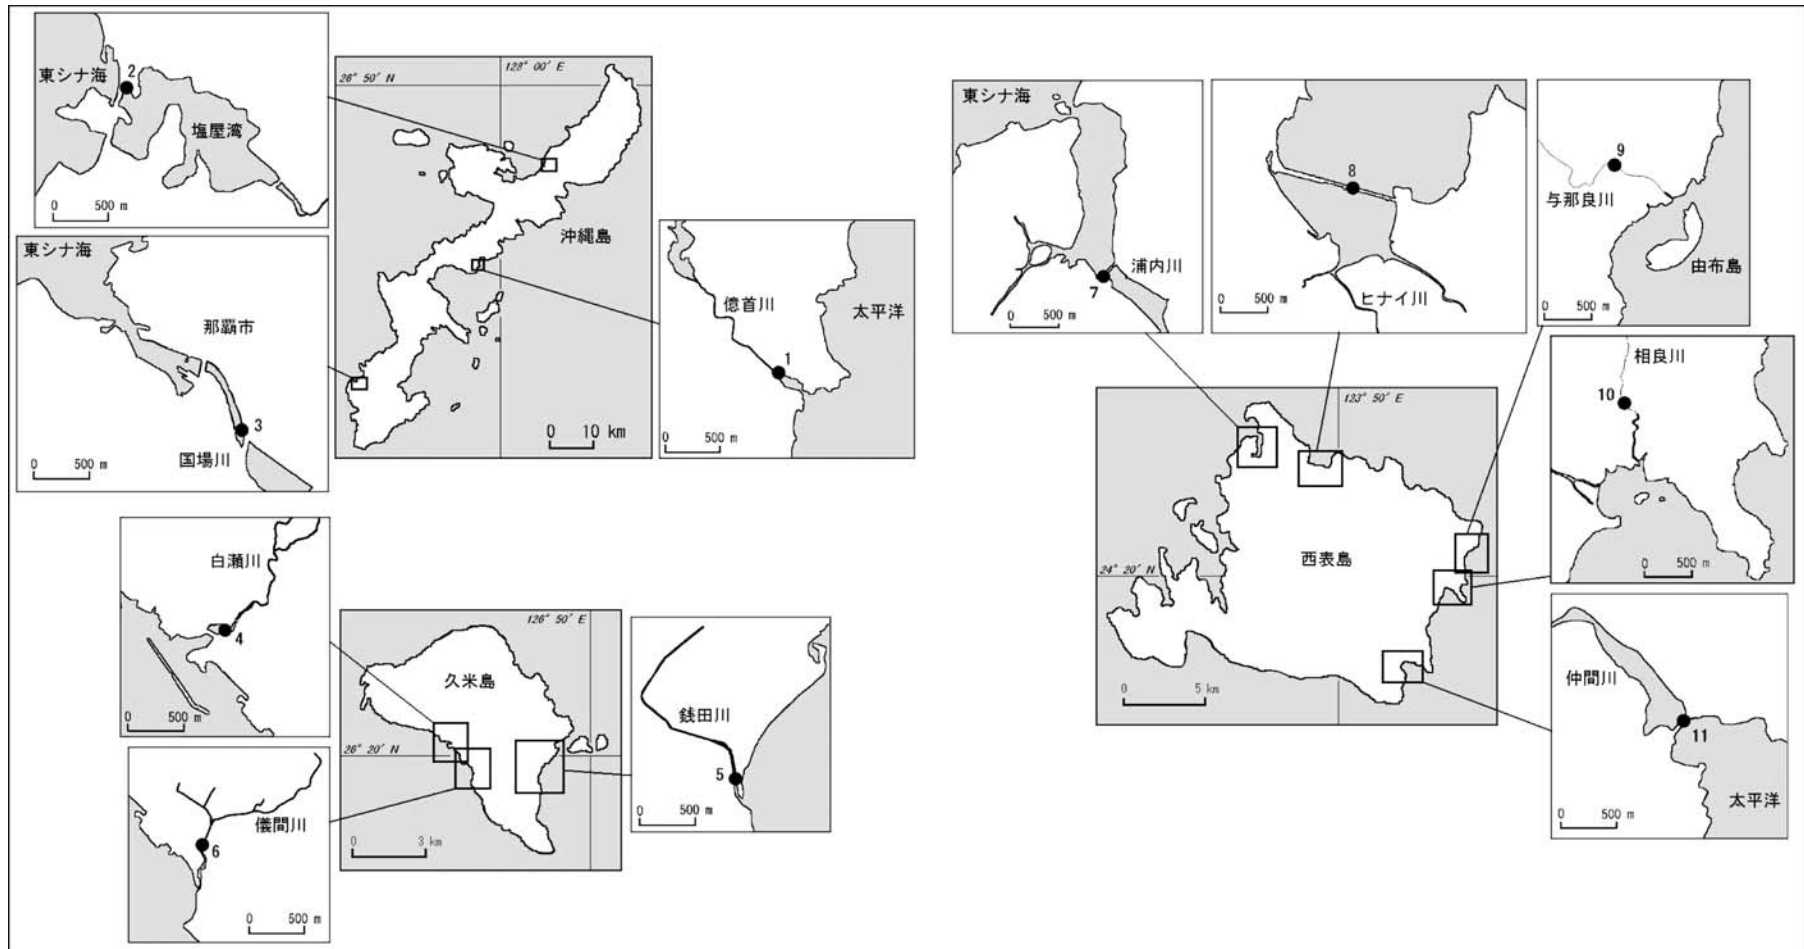 東シナ海
2
塩屋湾
0 500 m
128° 00′ E
26° 50′ N
沖縄島
0 10 km
東シナ海
那覇市
3
国場川
0 500 m
億首川
太平洋
1
0 500 m
白瀬川
4
0 500 m
126° 50′ E
久米島
26° 20′ N
0 3 km
銭田川
5
0 500 m
儀間川
6
0 500 m
東シナ海
浦内川
7
0 500 m
8
0 500 m
ヒナイ川
9
与那良川
由布島
0 500 m
123° 50′ E
西表島
24° 20′ N
0 5 km
相良川
10
0 500 m
仲間川
11
0 500 m
太平洋